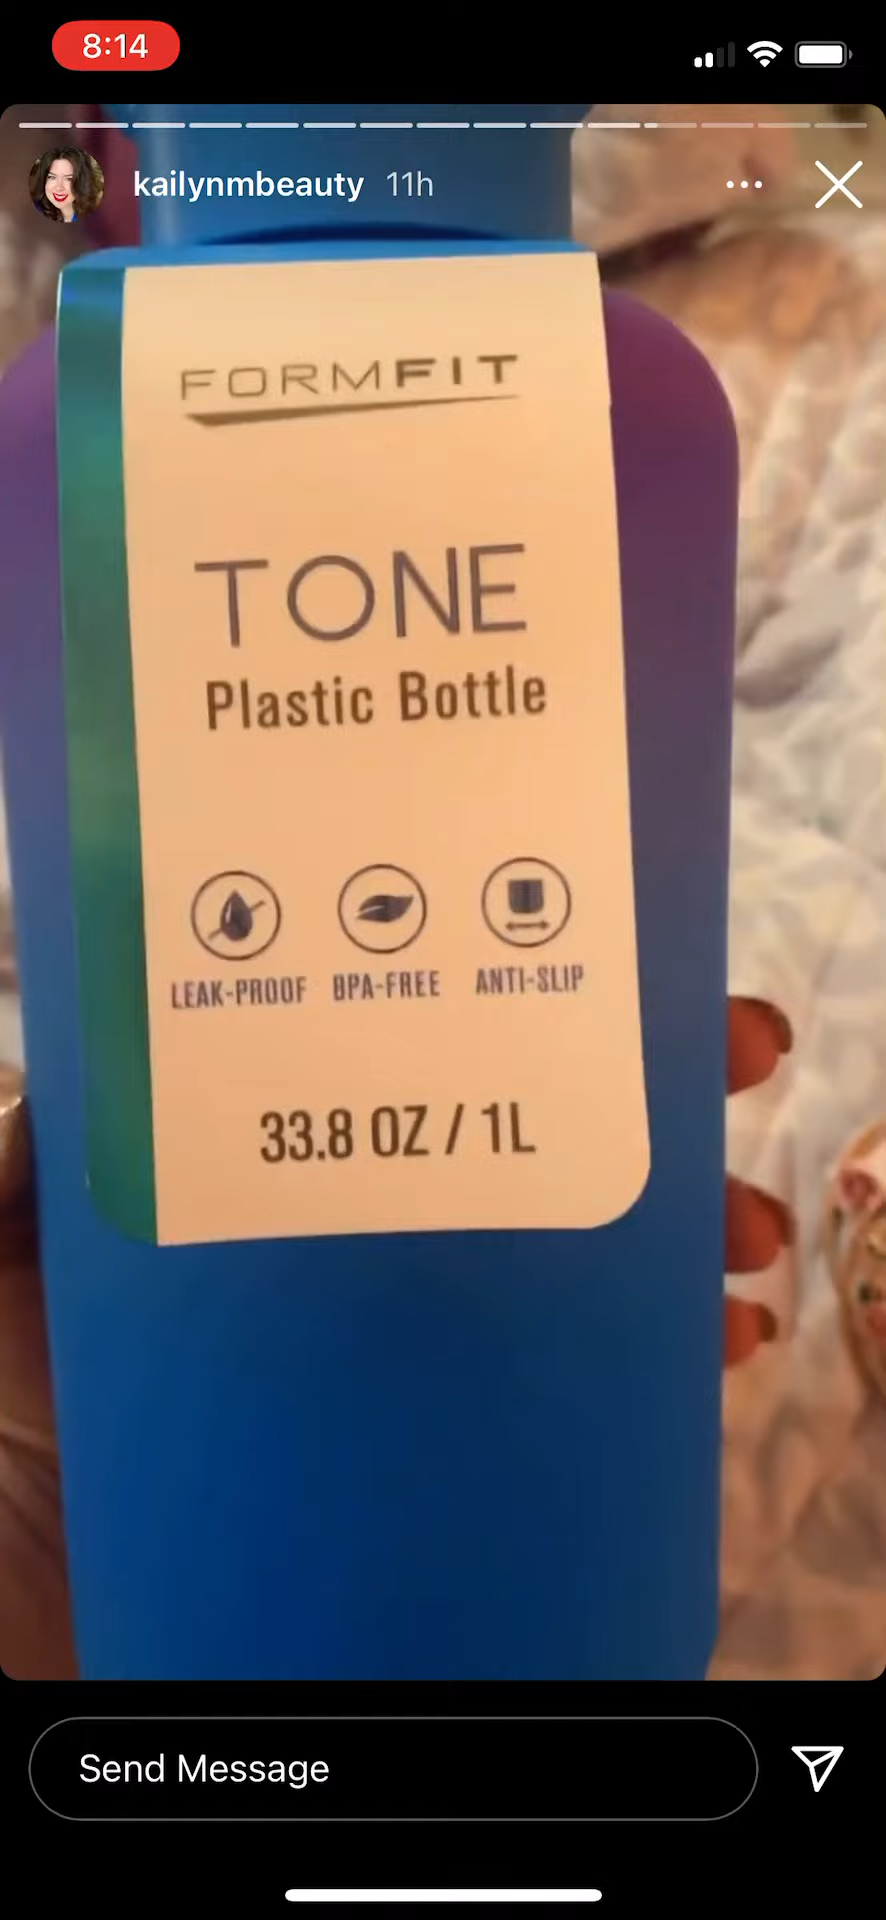 8:14
kailynmbeauty 11h
FORMFIT
TONE
Plastic Bottle
LEAK-PROOF BPA-FREE ANTI-SLIP
33.8 OZ / 1L
Send Message